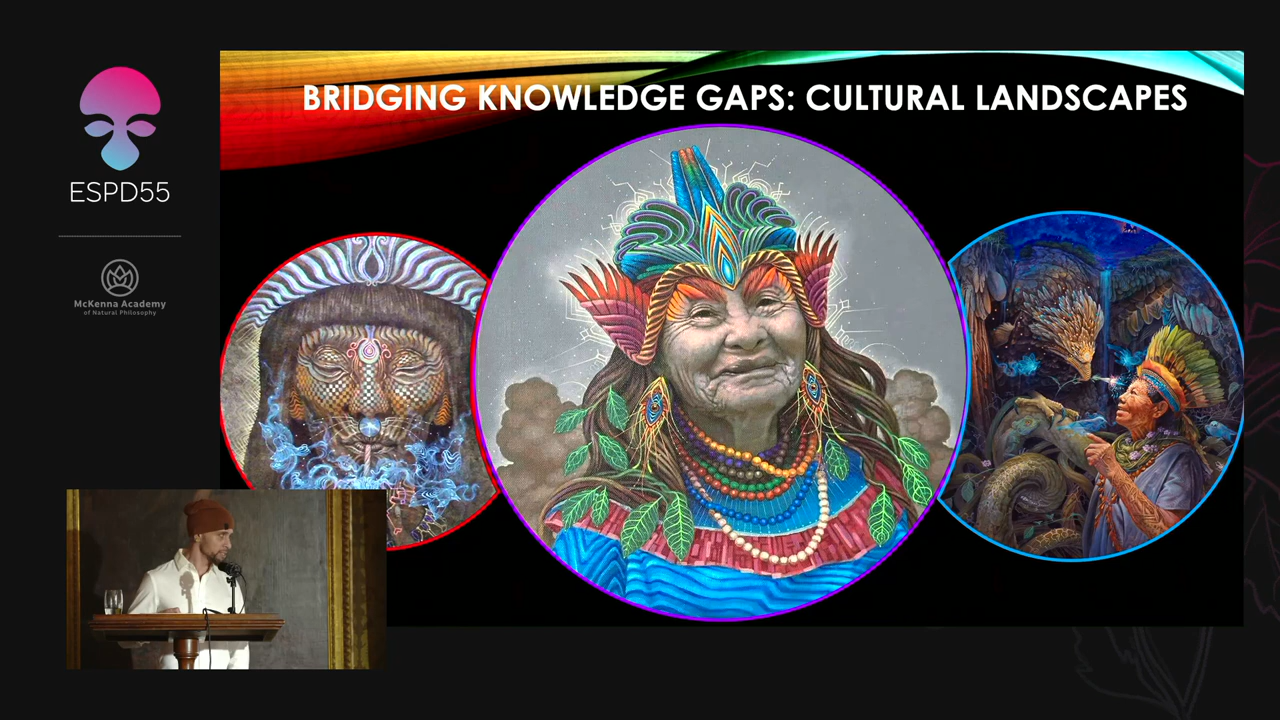 BRIDGING KNOWLEDGE GAPS: CULTURAL LANDSCAPES
ESPD55
McKenna Academy
of Natural Philosophy